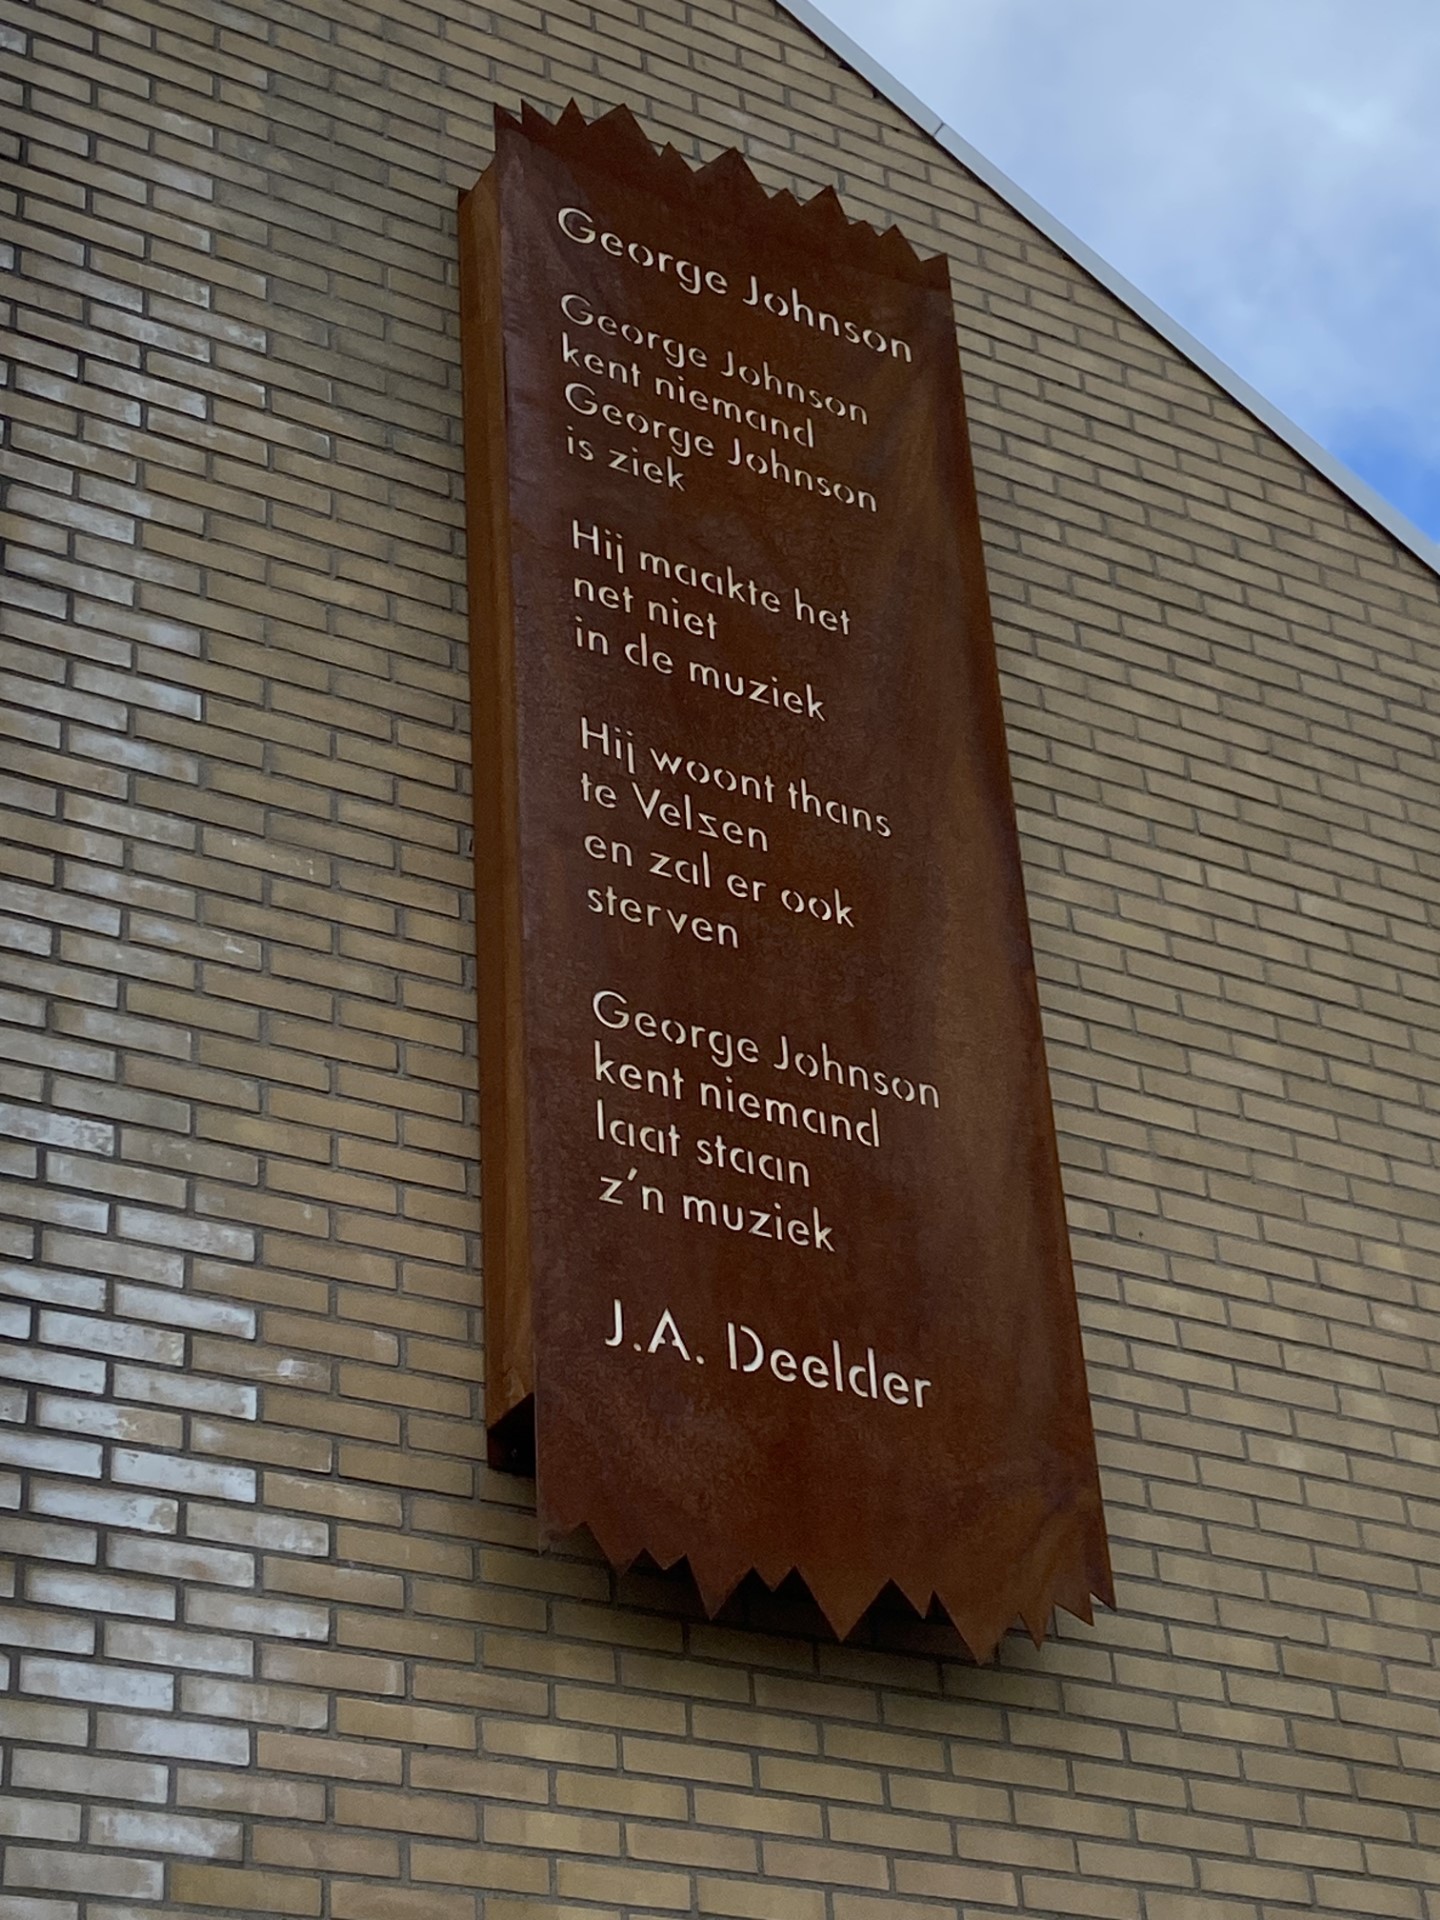 George Johnson
George Johnson
kent niemand
George Johnson
is ziek
Hij maakte het
net niet
in de muziek
Hij woont thans
te Velsen
en zal er ook
sterven
George Johnson
kent niemand
laat staan
z'n muziek
J.A. Deelder